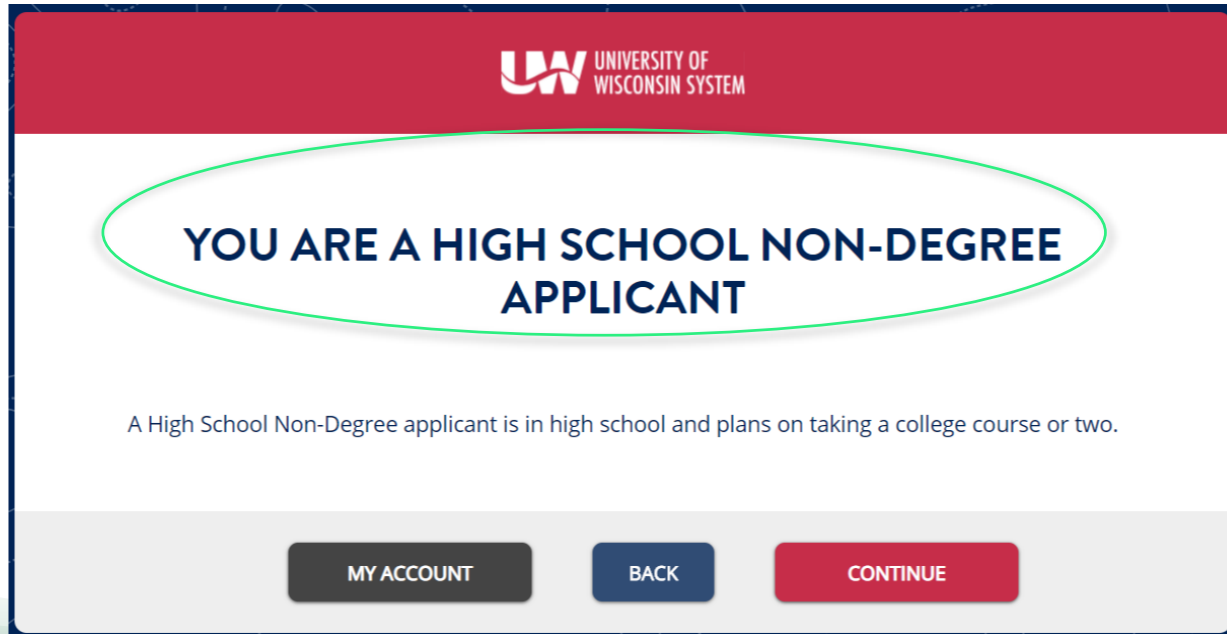 UW UNIVERSITY OF
WISCONSIN SYSTEM
YOU ARE A HIGH SCHOOL NON-DEGREE
APPLICANT
A High School Non-Degree applicant is in high school and plans on taking a college course or two.
MY ACCOUNT BACK CONTINUE